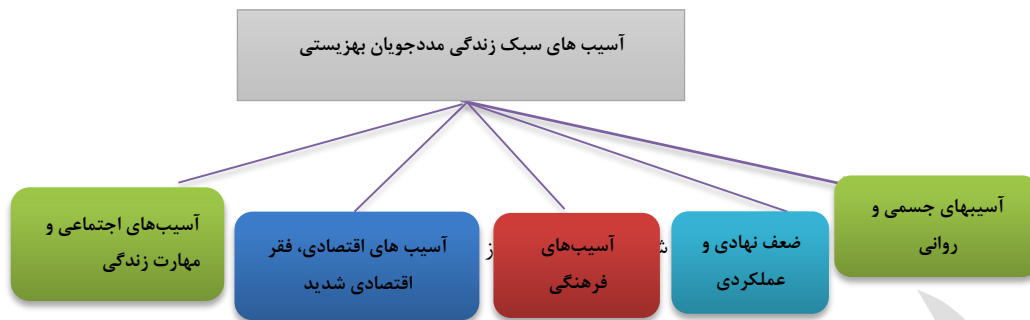 آسیب های سبک زندگی مددجویان بهزیستی
آسیبهای جسمی و
روانی
ضعف نهادی و
عملکردی
آسیب‌های
فرهنگی
آسیب های اقتصادی، فقر
اقتصادی شدید
آسیب‌های اجتماعی و
مهارت زندگی